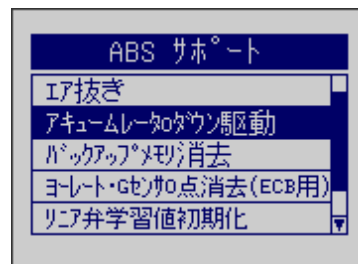 ABS ｻﾎﾟｰﾄ
ｴｱ抜き
ｱｷｭｰﾑﾚｰﾀ0ﾀﾞｳﾝ駆動
ﾊﾞｯｸｱｯﾌﾟﾒﾓﾘ消去
ﾖｰﾚｰﾄ･Gｾﾝｻ0点消去(ECB用)
ﾘﾆｱ弁学習値初期化